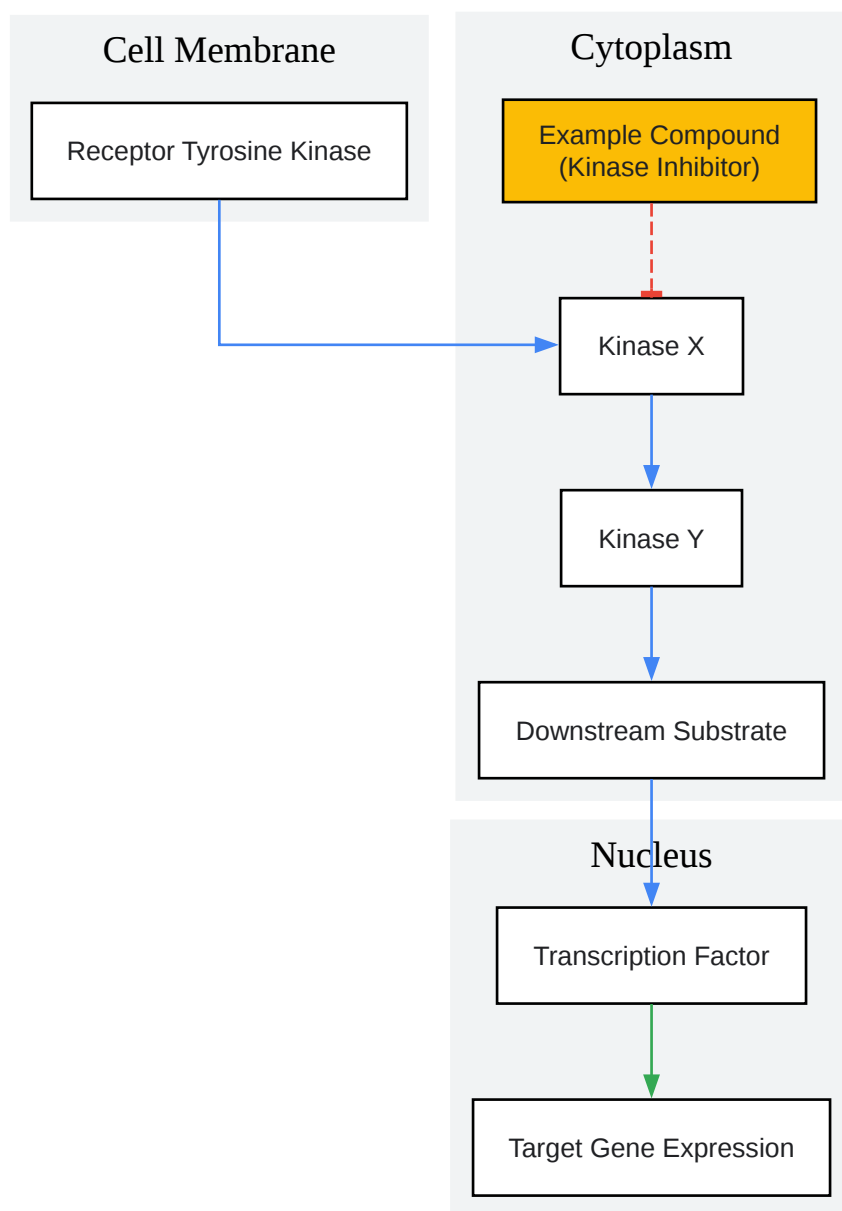 Cell Membrane
Receptor Tyrosine Kinase
Cytoplasm
Example Compound
(Kinase Inhibitor)
Kinase X
Kinase Y
Downstream Substrate
Nucleus
Transcription Factor
Target Gene Expression